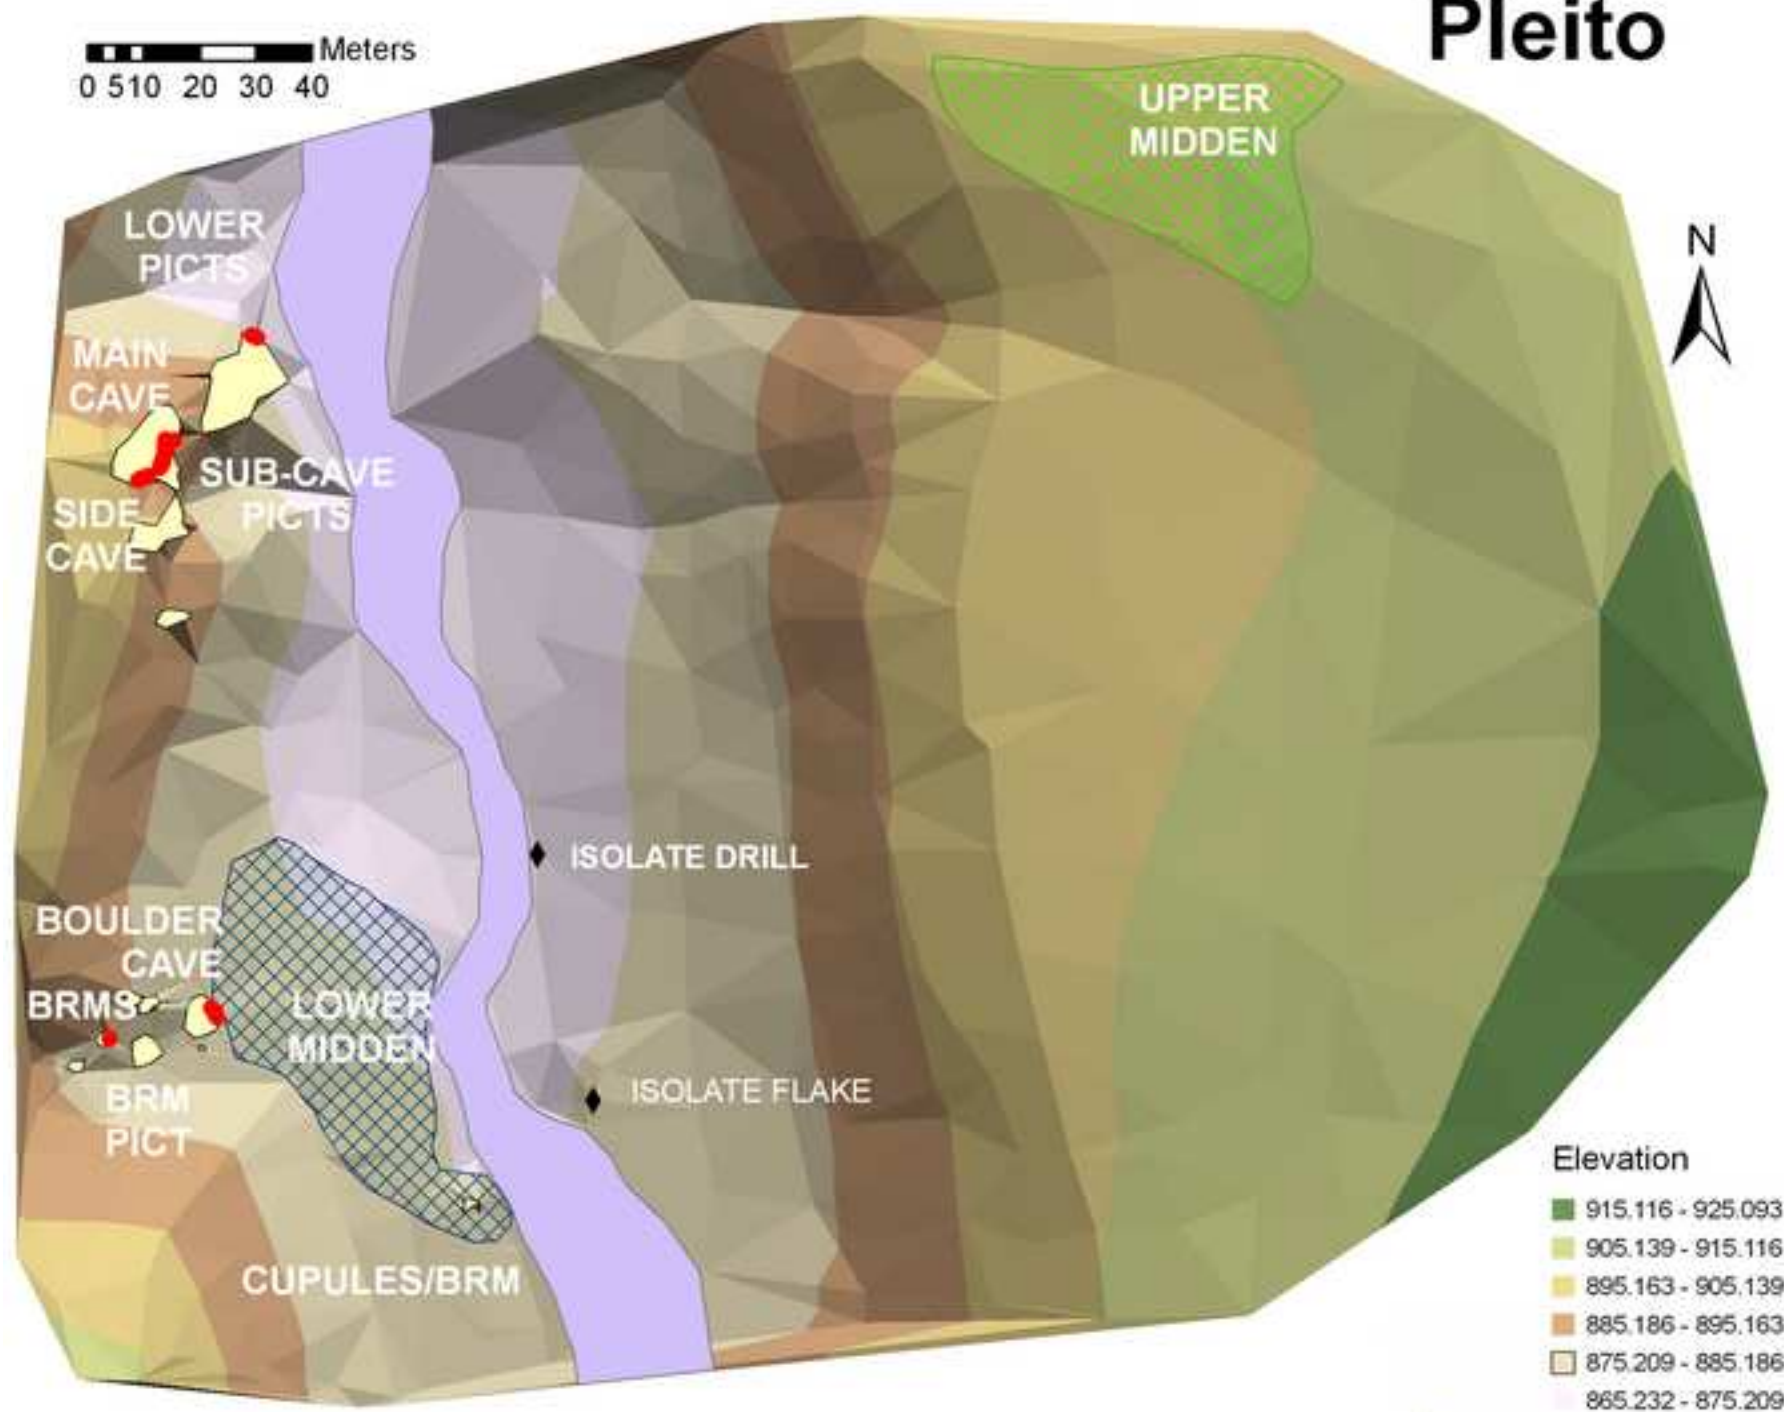 Pleito
Meters
0 5 10 20 30 40
UPPER
MIDDEN
LOWER
PICTS
N
MAIN
CAVE
SUB-CAVE
PICTS
SIDE
CAVE
ISOLATE DRILL
BOULDER
CAVE
BRMS
LOWER
MIDDEN
ISOLATE FLAKE
BRM
PICT
CUPULES/BRM
Elevation
915.116 - 925.093
905.139 - 915.116
895.163 - 905.139
885.186 - 895.163
875.209 - 885.186
865.232 - 875.209